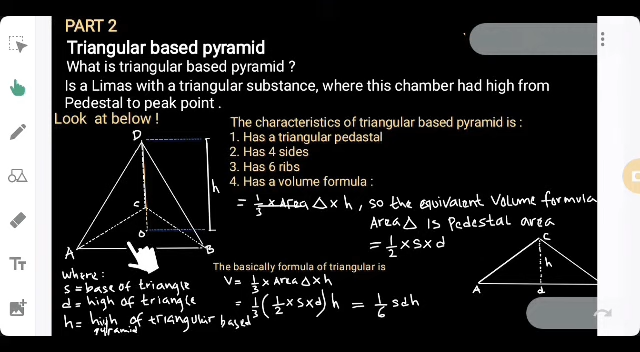 PART 2
Triangular based pyramid
What is triangular based pyramid ?
Is a Limas with a triangular substance, where this chamber had high from
Pedestal to peak point .
Look at below !
The characteristics of triangular based pyramid is :
1. Has a triangular pedastal
2. Has 4 sides
3. Has 6 ribs
4. Has a volume formula :
= 1/3 x Area △ x h , so the equivalent Volume formula
Area △ is Pedestal area
= 1/2 x s x d
D
h
C
O
A
B
C
h
A
d
where :
s = base of triangle
d = high of triangle
h = high of triangular based
pyramid
The basically formula of triangular is
V = 1/3 x Area △ x h
= 1/3 ( 1/2 x s x d ) h = 1/6 sdh